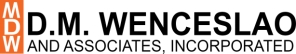 MDW
D.M. WENCESLAO
AND ASSOCIATES, INCORPORATED